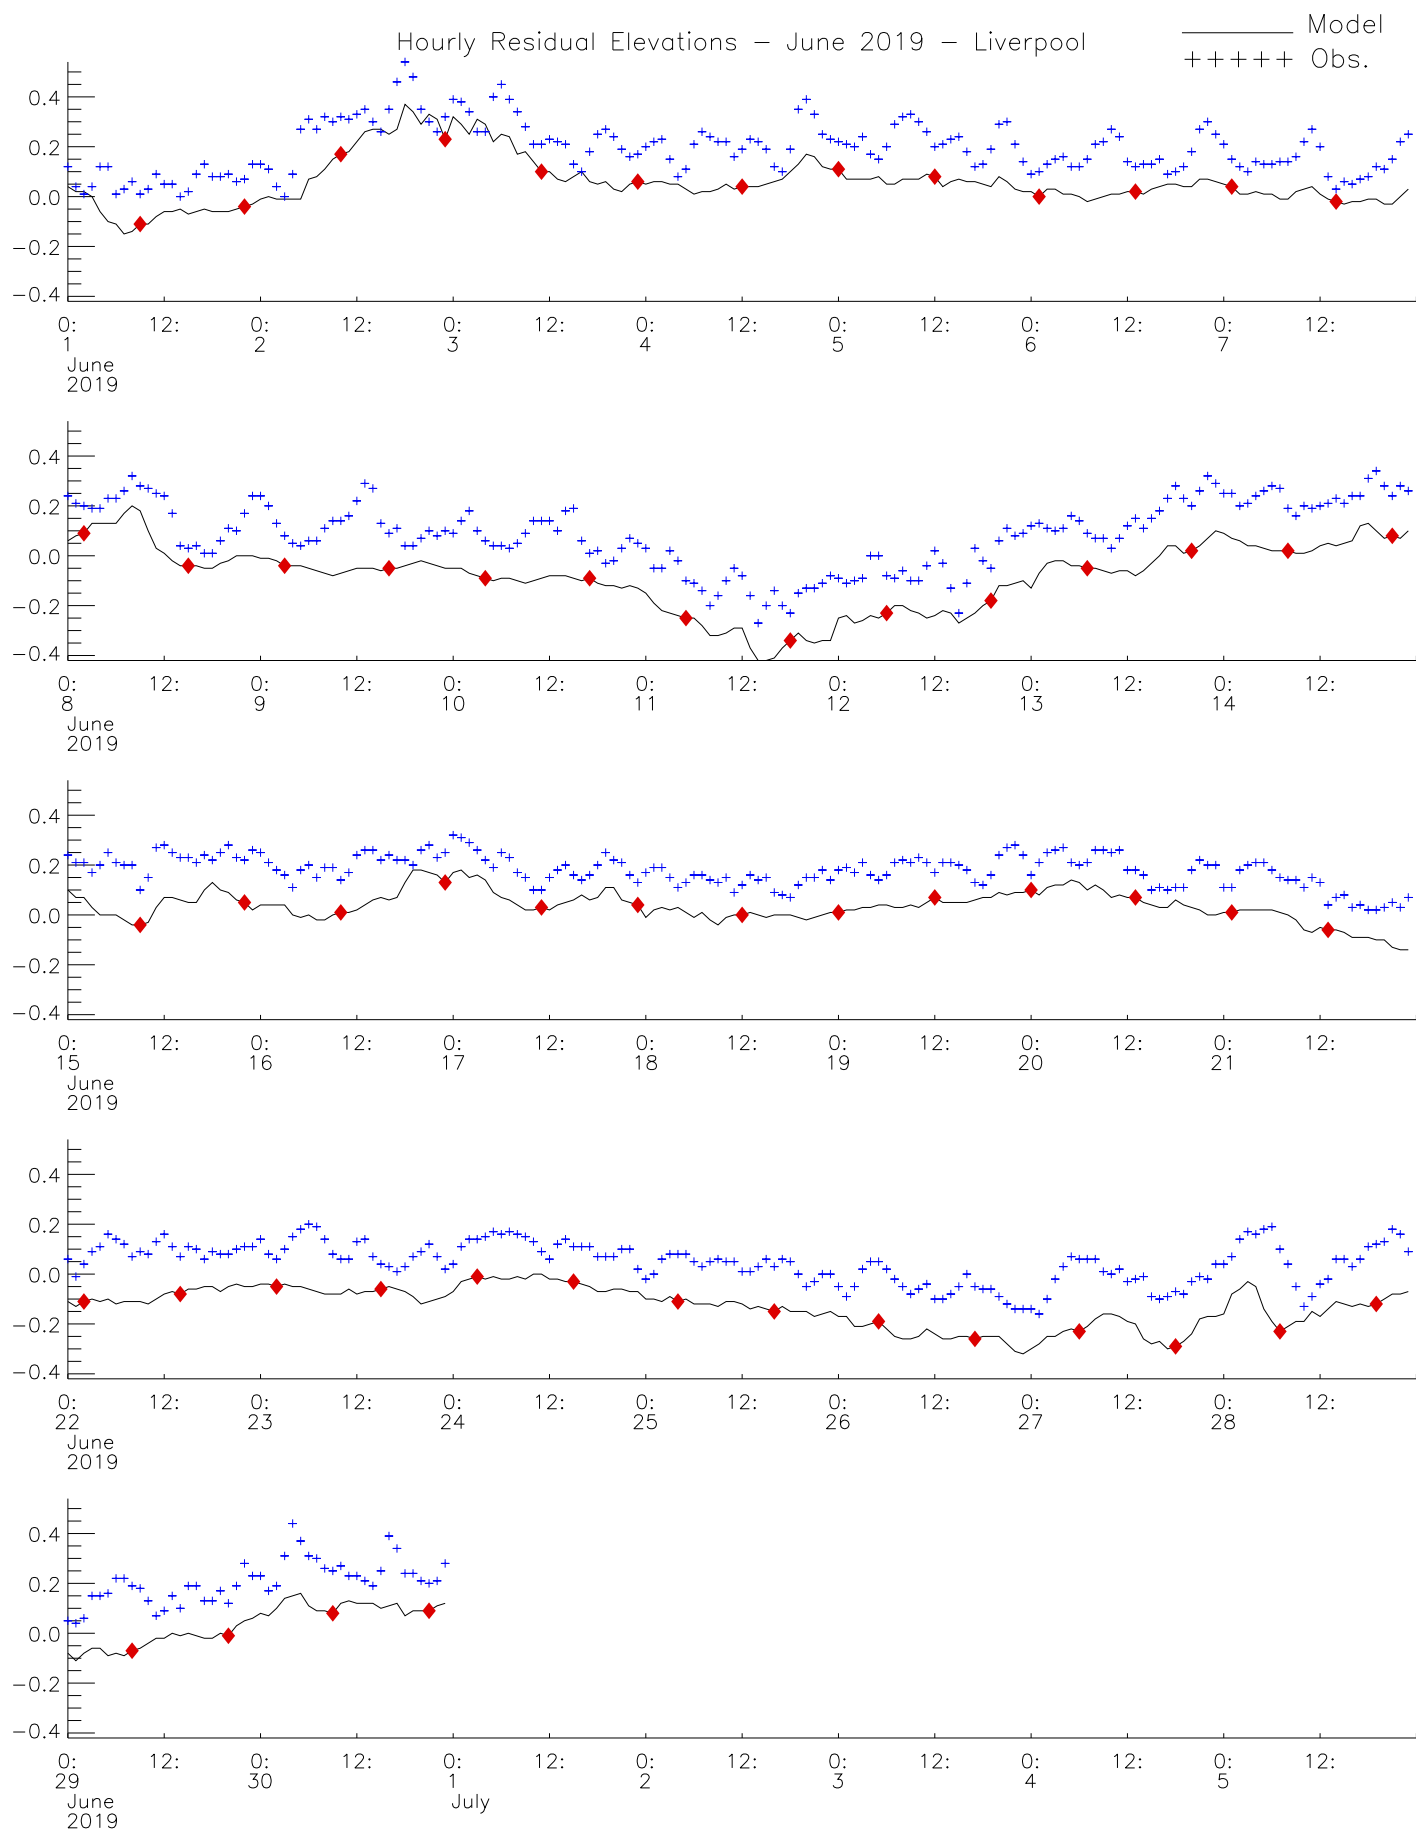 Hourly Residual Elevations – June 2019 – Liverpool
Model
+++++ Obs.
0.4
0.2
0.0
−0.2
−0.4
0: 12: 0: 12: 0: 12: 0: 12: 0: 12: 0: 12: 0: 12:
1 2 3 4 5 6 7
June
2019
0.4
0.2
0.0
−0.2
−0.4
0: 12: 0: 12: 0: 12: 0: 12: 0: 12: 0: 12: 0: 12:
8 9 10 11 12 13 14
June
2019
0.4
0.2
0.0
−0.2
−0.4
0: 12: 0: 12: 0: 12: 0: 12: 0: 12: 0: 12: 0: 12:
15 16 17 18 19 20 21
June
2019
0.4
0.2
0.0
−0.2
−0.4
0: 12: 0: 12: 0: 12: 0: 12: 0: 12: 0: 12: 0: 12:
22 23 24 25 26 27 28
June
2019
0.4
0.2
0.0
−0.2
−0.4
0: 12: 0: 12: 0: 12: 0: 12: 0: 12: 0: 12: 0: 12:
29 30 1 2 3 4 5
June July
2019